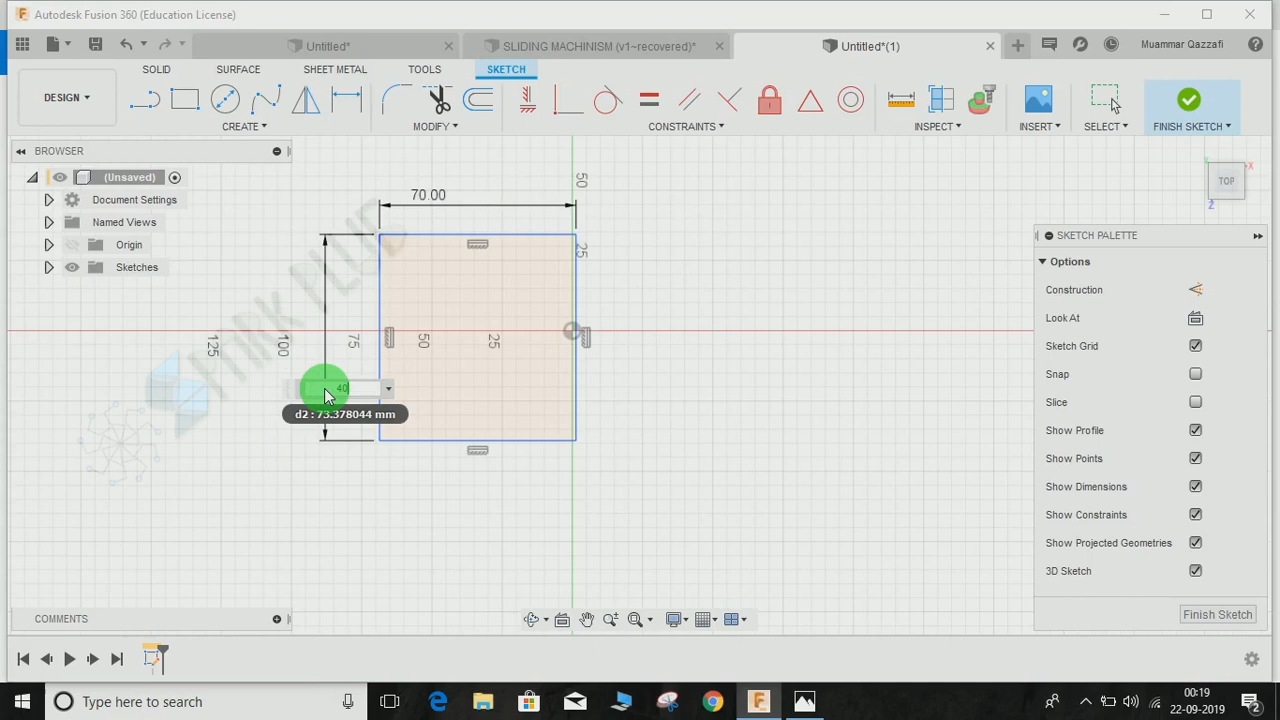 Autodesk Fusion 360 (Education License)
Untitled*
SLIDING MACHINISM (v1~recovered)*
Untitled*(1)
Muammar Qazzafi
DESIGN
SOLID
SURFACE
SHEET METAL
TOOLS
SKETCH
CREATE
MODIFY
CONSTRAINTS
INSPECT
INSERT
SELECT
FINISH SKETCH
BROWSER
(Unsaved)
Document Settings
Named Views
Origin
Sketches
TOP
X
Z
70.00
50
25
125
100
75
50
25
40
d2 : 73.378044 mm
SPARK PLUG
SKETCH PALETTE
Options
Construction
Look At
Sketch Grid
Snap
Slice
Show Profile
Show Points
Show Dimensions
Show Constraints
Show Projected Geometries
3D Sketch
Finish Sketch
COMMENTS
Type here to search
00:19
22-09-2019
2